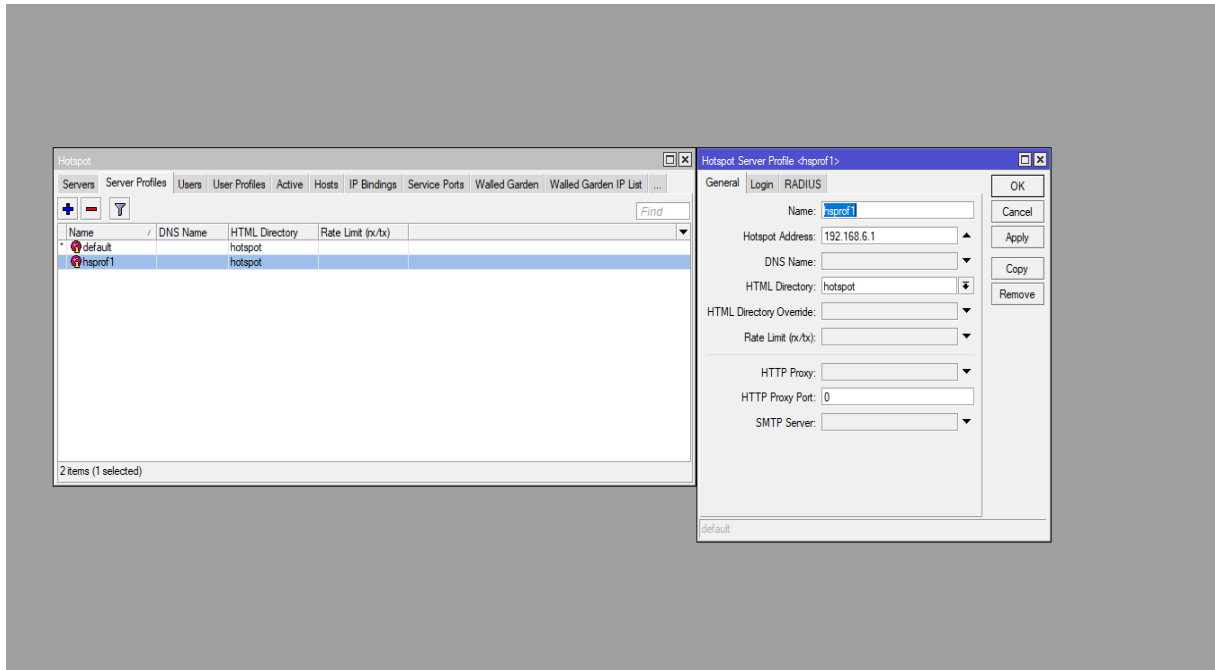 Hotspot
Servers Server Profiles Users User Profiles Active Hosts IP Bindings Service Ports Walled Garden Walled Garden IP List ...
Find
Name / DNS Name HTML Directory Rate Limit (rx/tx)
* default hotspot
hsprof1 hotspot
2 items (1 selected)
Hotspot Server Profile <hsprof1>
General Login RADIUS
Name: hsprof1
Hotspot Address: 192.168.6.1
DNS Name:
HTML Directory: hotspot
HTML Directory Override:
Rate Limit (rx/tx):
HTTP Proxy:
HTTP Proxy Port: 0
SMTP Server:
OK
Cancel
Apply
Copy
Remove
default